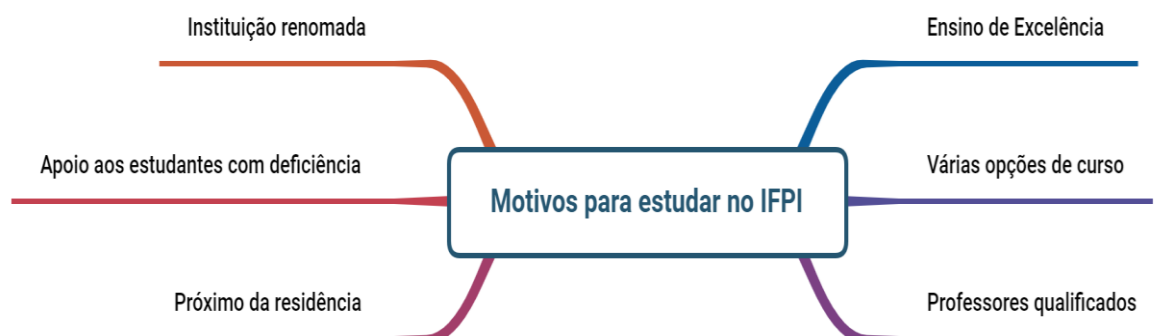 Instituição renomada
Ensino de Excelência
Apoio aos estudantes com deficiência
Motivos para estudar no IFPI
Várias opções de curso
Próximo da residência
Professores qualificados